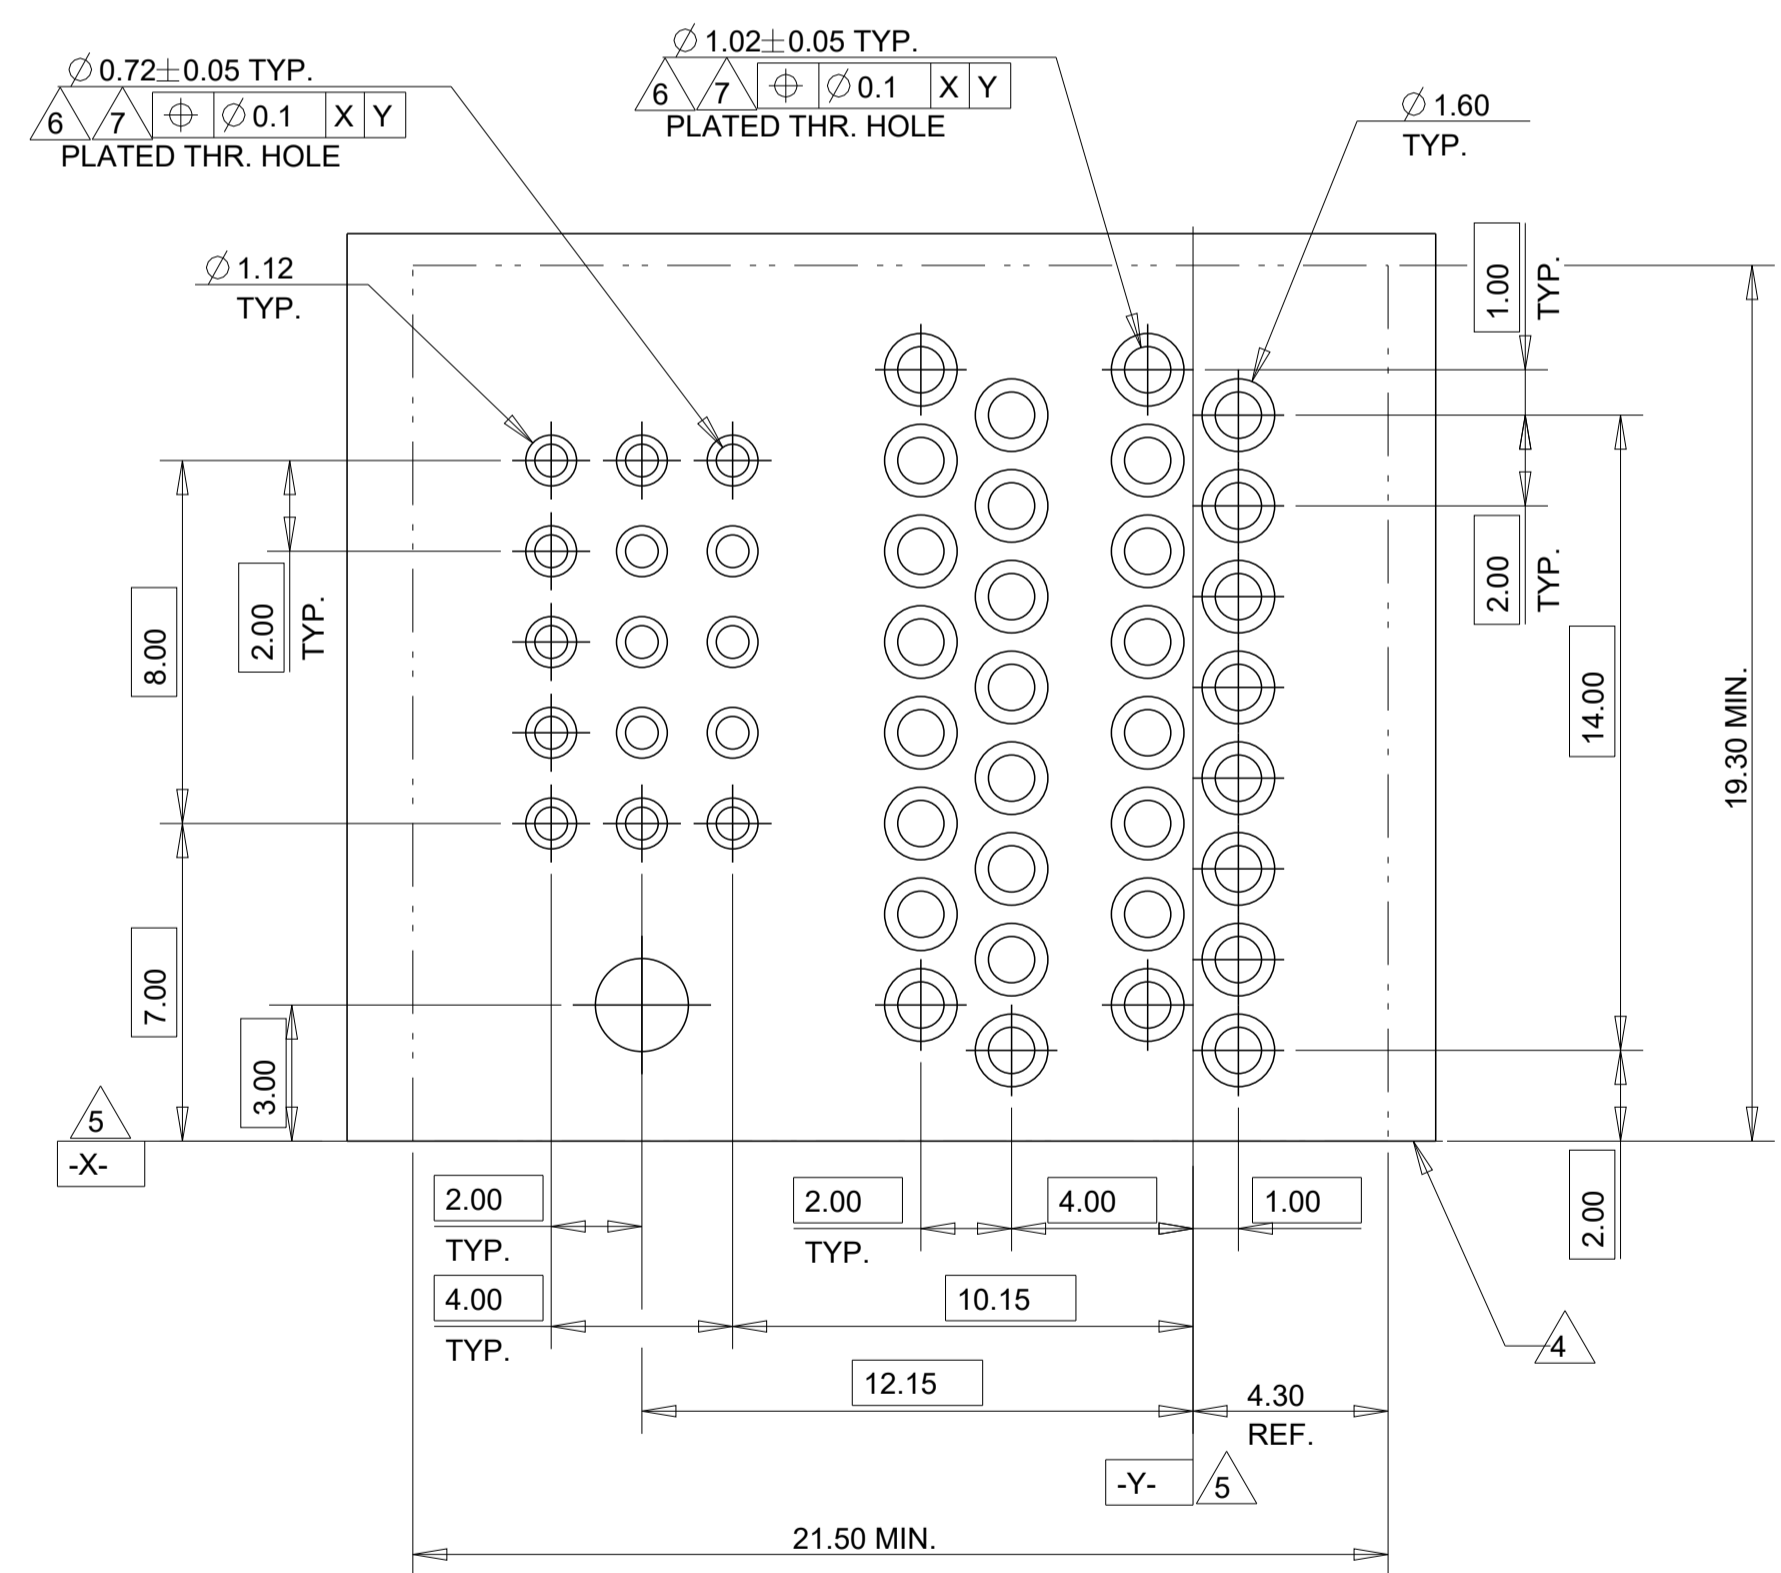 ∅ 0.72±0.05 TYP.
6 7 ⌖ ∅ 0.1 X Y
PLATED THR. HOLE
∅ 1.02±0.05 TYP.
6 7 ⌖ ∅ 0.1 X Y
PLATED THR. HOLE
∅ 1.60
TYP.
∅ 1.12
TYP.
1.00
TYP.
2.00
TYP.
14.00
19.30 MIN.
2.00
8.00
2.00
TYP.
7.00
3.00
5
-X-
2.00
TYP.
4.00
TYP.
2.00
TYP.
4.00
1.00
10.15
12.15
4.30
REF.
4
-Y-
5
21.50 MIN.